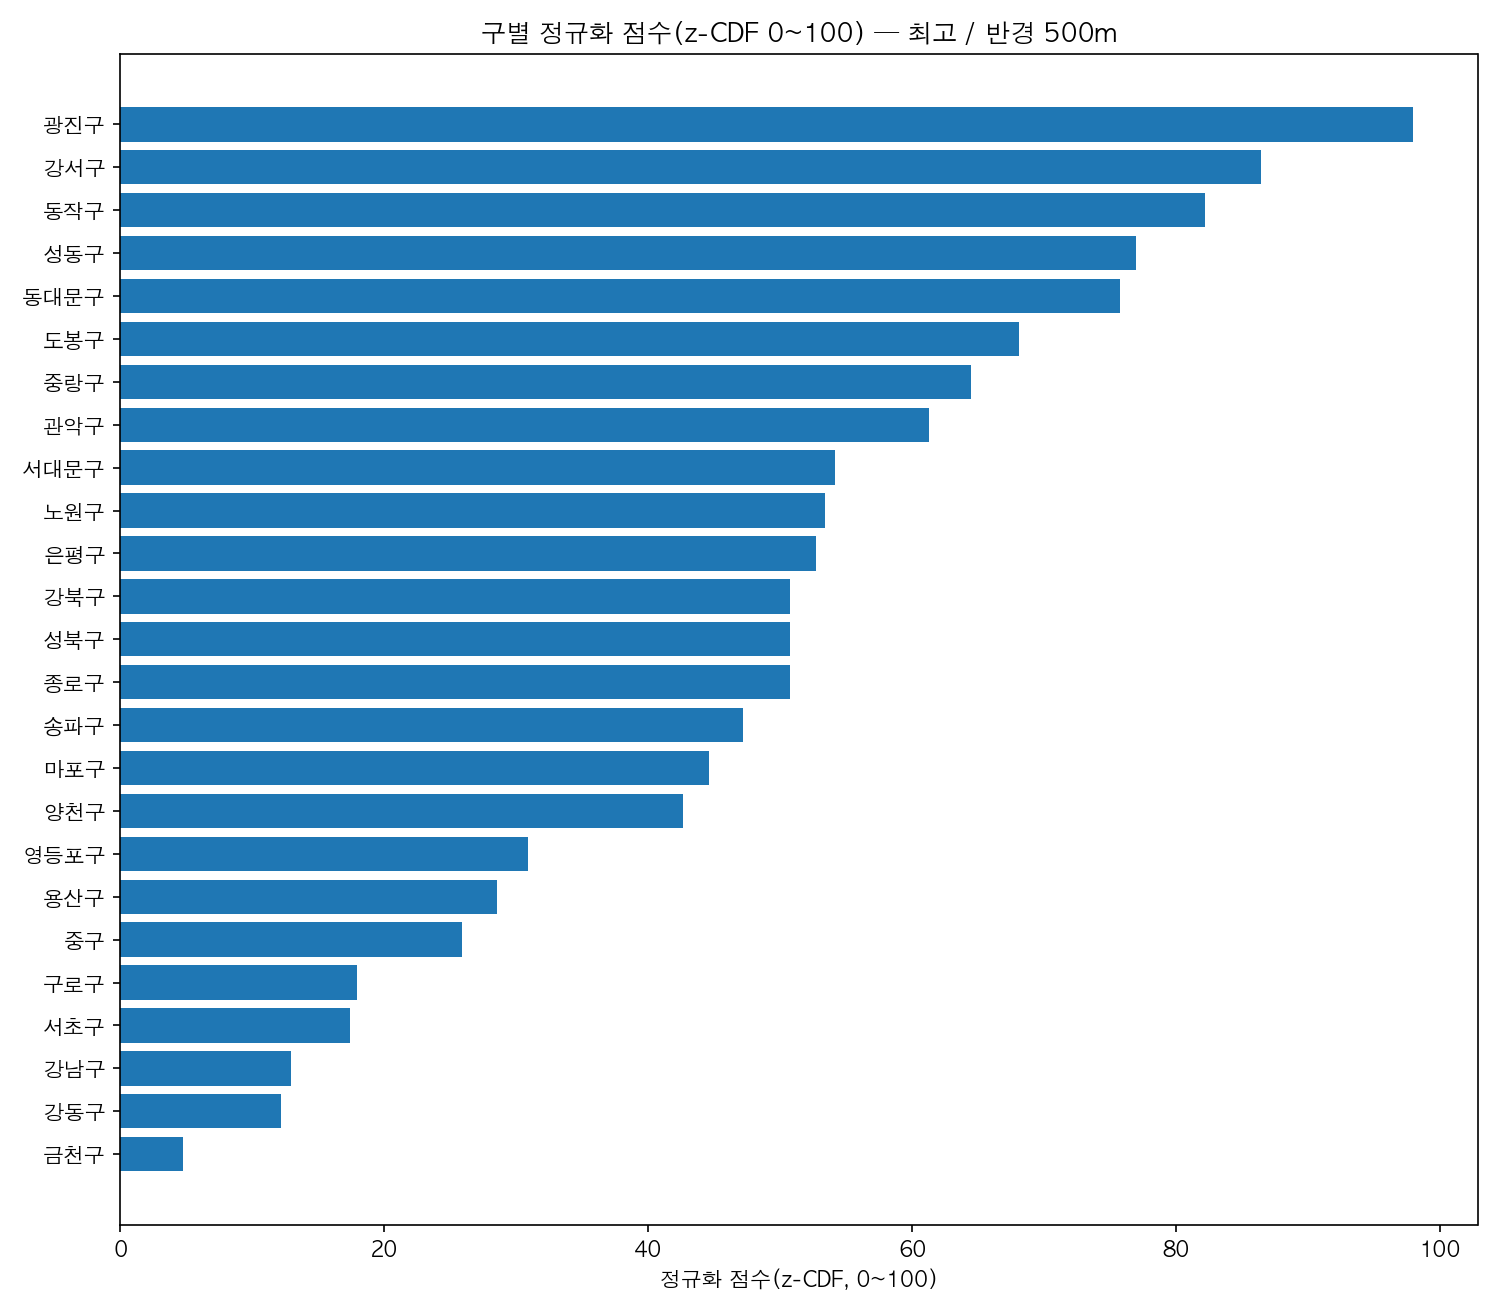 구별 정규화 점수(z-CDF 0~100) — 최고 / 반경 500m
광진구
강서구
동작구
성동구
동대문구
도봉구
중랑구
관악구
서대문구
노원구
은평구
강북구
성북구
종로구
송파구
마포구
양천구
영등포구
용산구
중구
구로구
서초구
강남구
강동구
금천구
0 20 40 60 80 100
정규화 점수(z-CDF, 0~100)